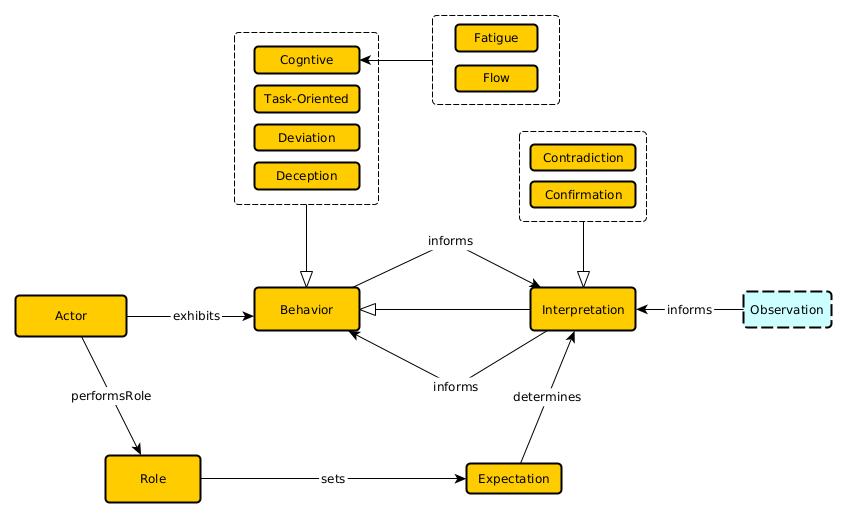 Fatigue
Flow
Cogntive
Task-Oriented
Deviation
Deception
Contradiction
Confirmation
informs
Actor
exhibits
Behavior
Interpretation
informs
Observation
informs
performsRole
determines
Role
sets
Expectation